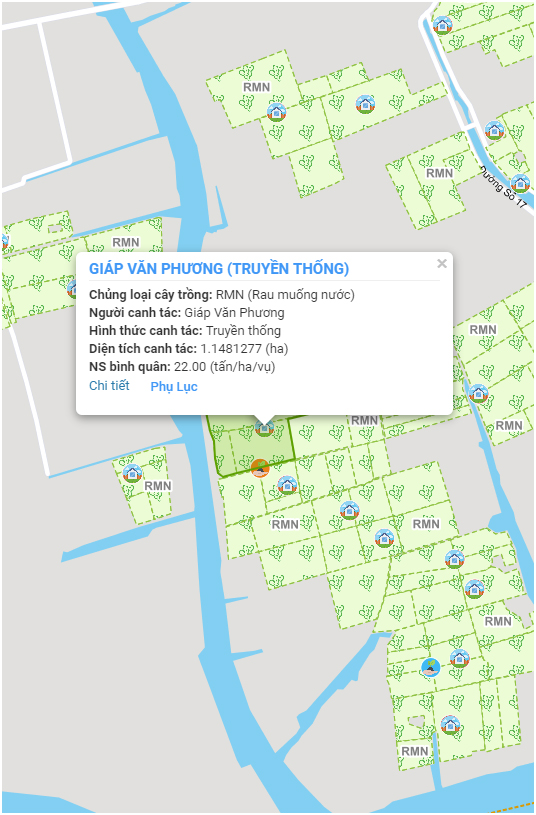 RMN
RMN
Đường Số 17
RMN
GIÁP VĂN PHƯƠNG (TRUYỀN THỐNG)
×
Chủng loại cây trồng: RMN (Rau muống nước)
Người canh tác: Giáp Văn Phương
Hình thức canh tác: Truyền thống
Diện tích canh tác: 1.1481277 (ha)
NS bình quân: 22.00 (tấn/ha/vụ)
Chi tiết Phụ Lục
RMN
RMN
RMN
RMN
RMN
RMN
RMN
RMN